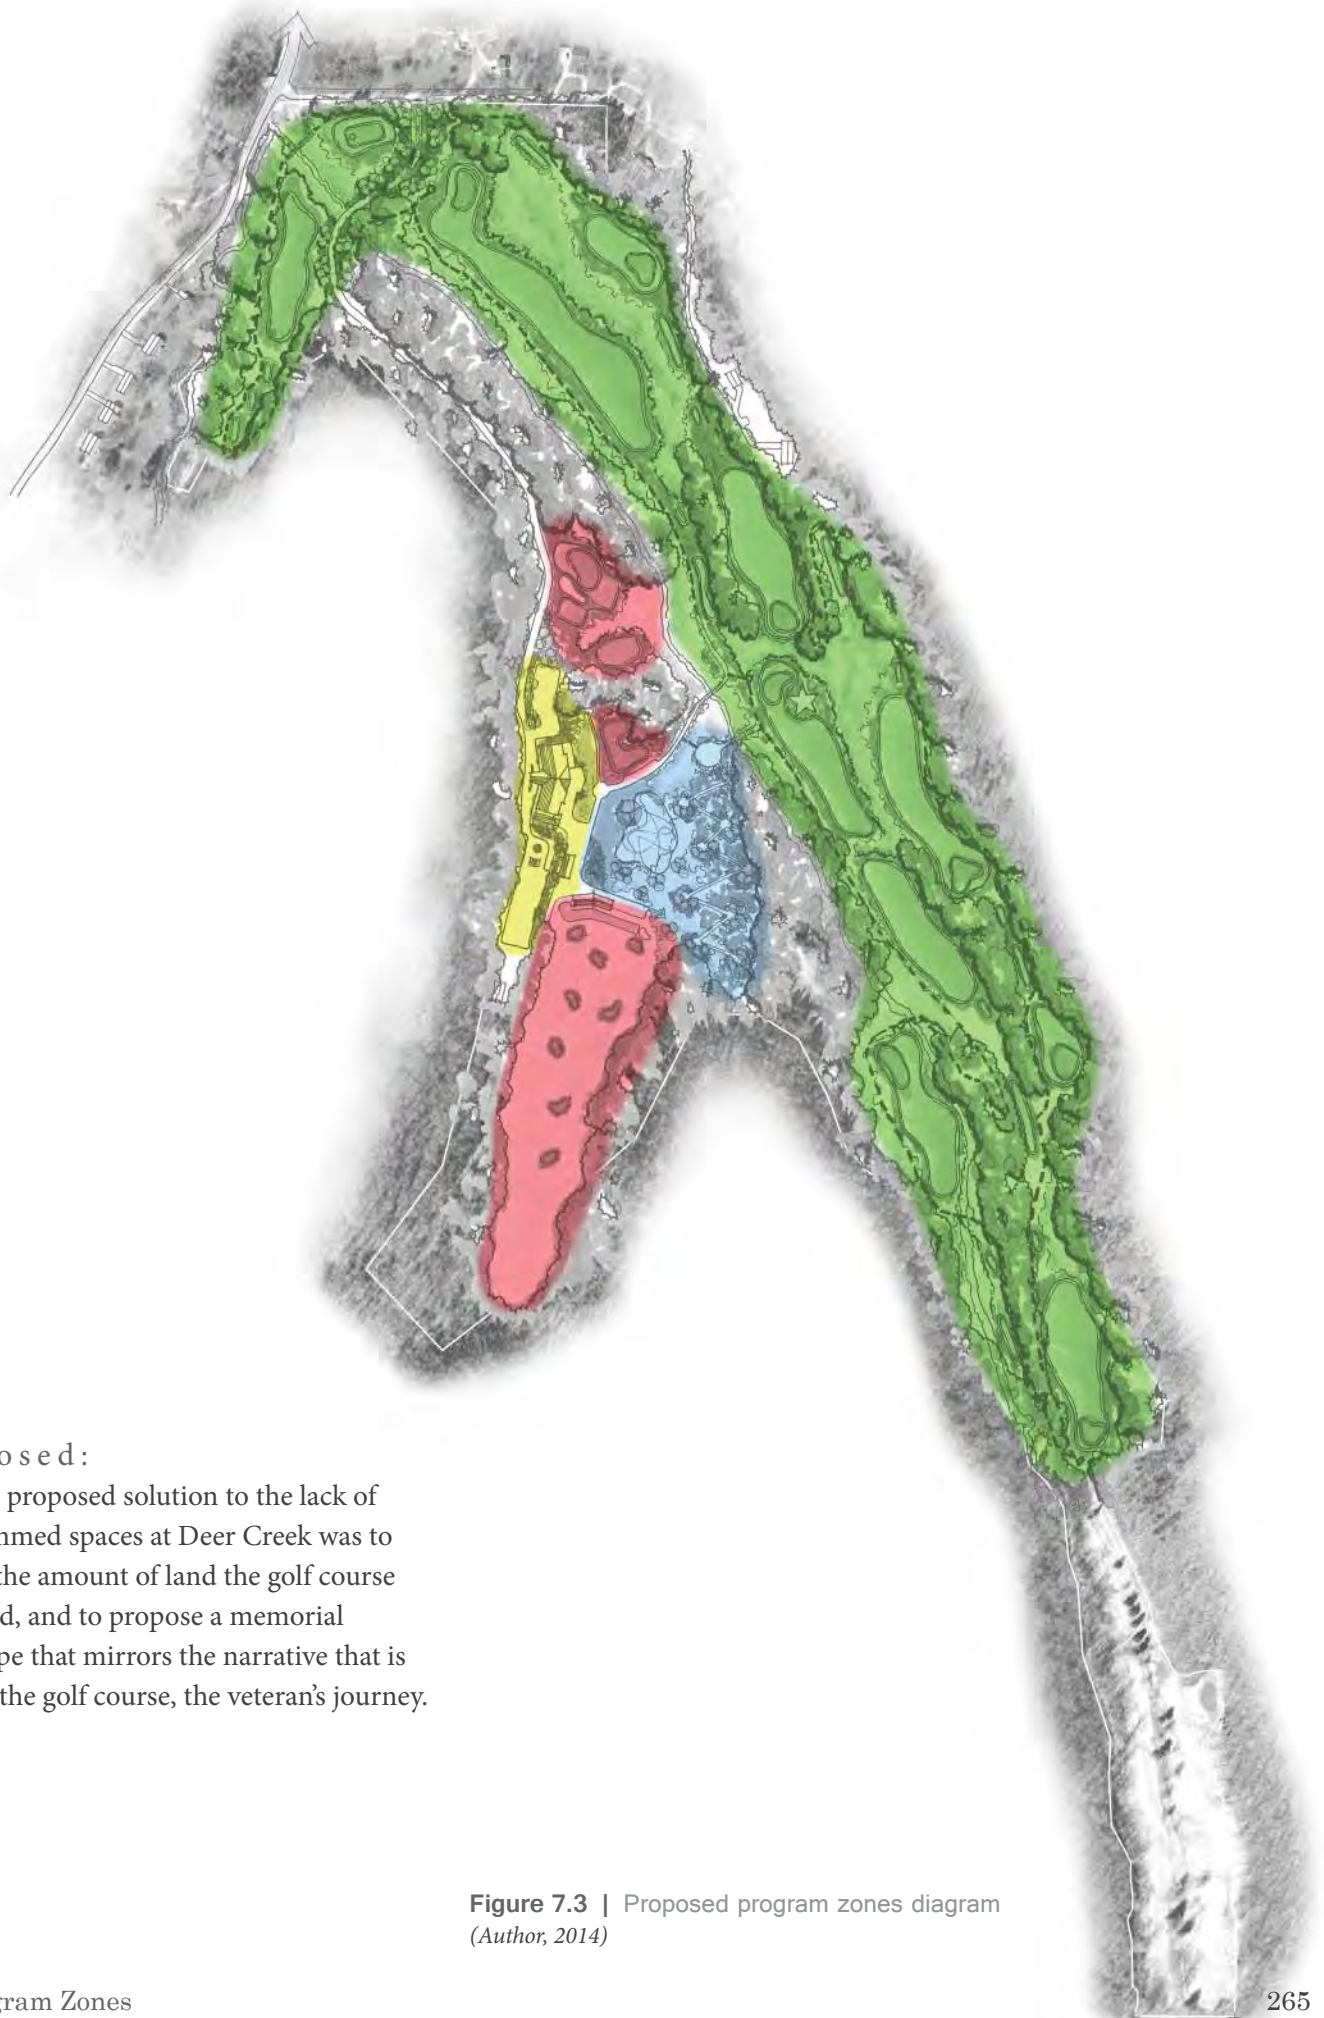 osed:
proposed solution to the lack of
nmed spaces at Deer Creek was to
the amount of land the golf course
d, and to propose a memorial
pe that mirrors the narrative that is
the golf course, the veteran’s journey.
Figure 7.3 | Proposed program zones diagram
(Author, 2014)
gram Zones
265